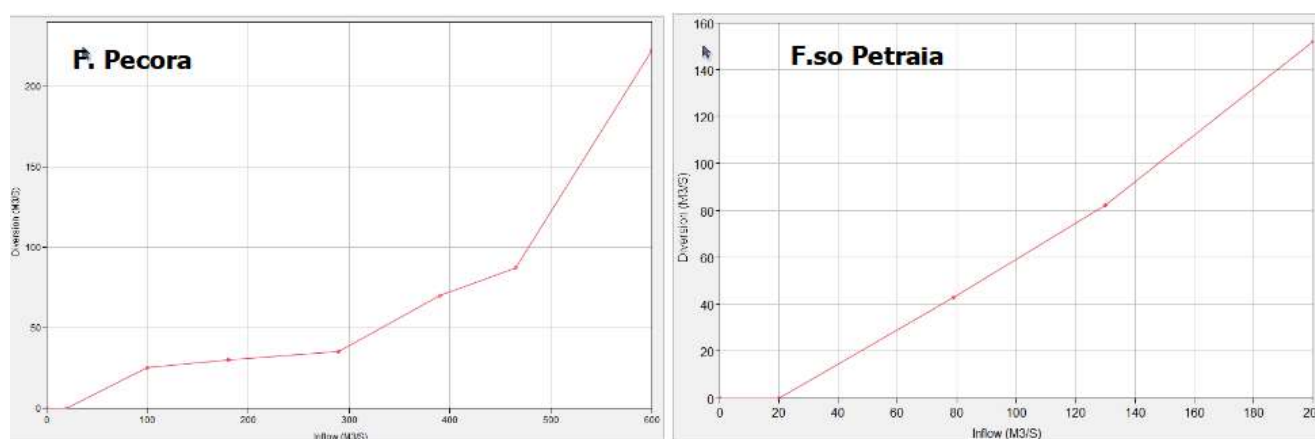 F. Pecora
200
150
100
50
0
Diversion (M3/S)
0 100 200 300 400 500 600
Inflow (M3/S)
F.so Petraia
160
140
120
100
80
60
40
20
0
Diversion (M3/S)
0 20 40 60 80 100 120 140 160 180 200
Inflow (M3/S)